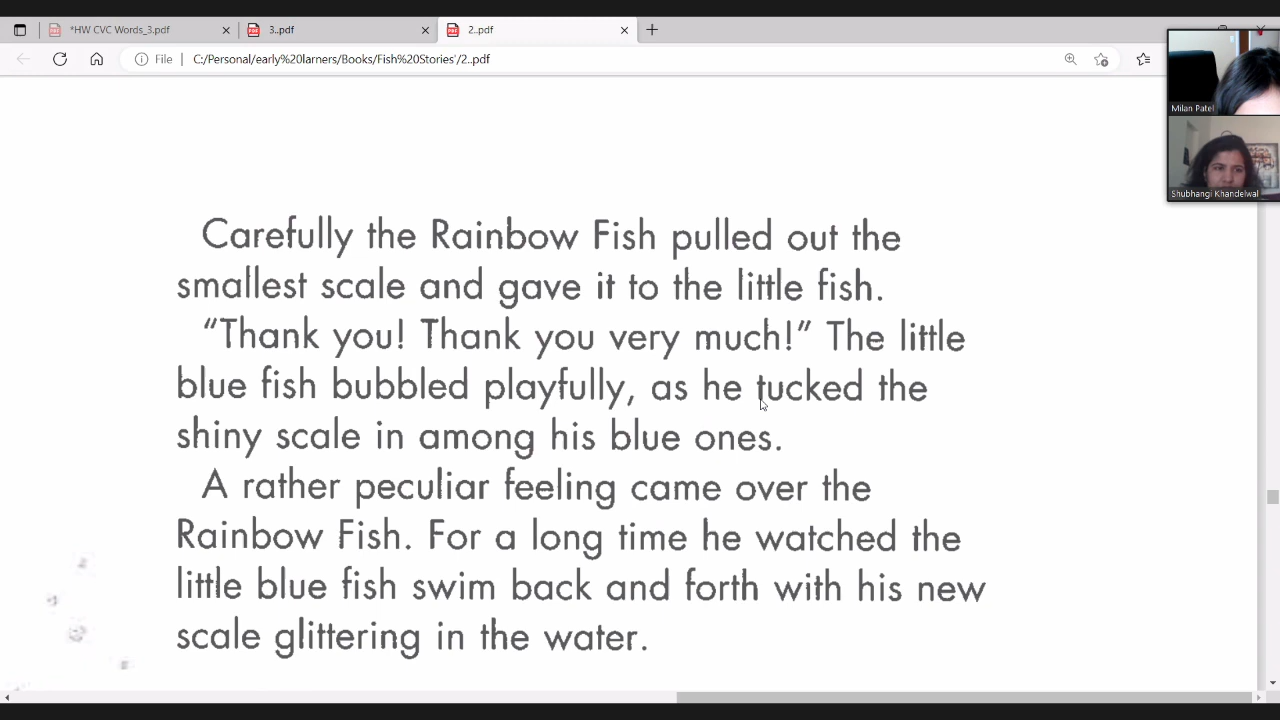 *HW CVC Words_3.pdf
3..pdf
2..pdf
File
C:/Personal/early%20larners/Books/Fish%20Stories'/2..pdf
Milan Patel
Shubhangi Khandelwal
Carefully the Rainbow Fish pulled out the
smallest scale and gave it to the little fish.
“Thank you! Thank you very much!” The little
blue fish bubbled playfully, as he tucked the
shiny scale in among his blue ones.
A rather peculiar feeling came over the
Rainbow Fish. For a long time he watched the
little blue fish swim back and forth with his new
scale glittering in the water.